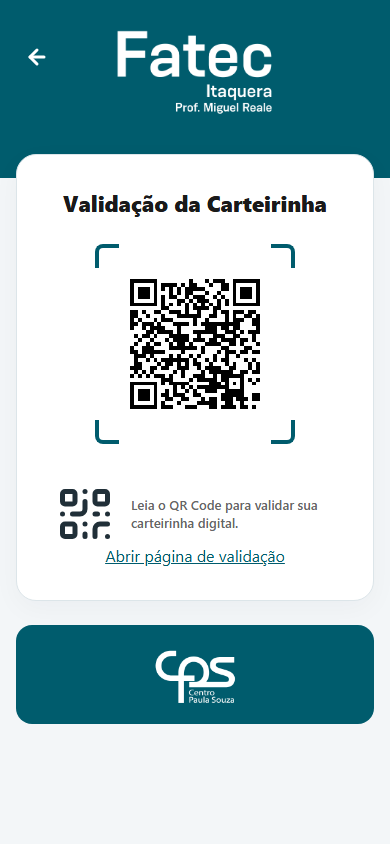 Fatec
Itaquera
Prof. Miguel Reale
Validação da Carteirinha
Leia o QR Code para validar sua
carteirinha digital.
Abrir página de validação
cps
Centro
Paula Souza